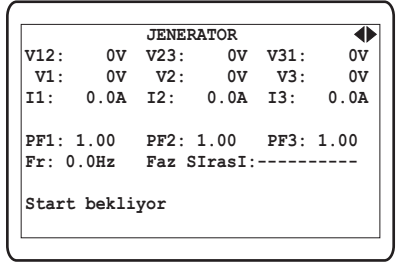 JENERATOR
V12: 0V V23: 0V V31: 0V
V1: 0V V2: 0V V3: 0V
I1: 0.0A I2: 0.0A I3: 0.0A
PF1: 1.00 PF2: 1.00 PF3: 1.00
Fr: 0.0Hz Faz SIrasI:----------
Start bekliyor